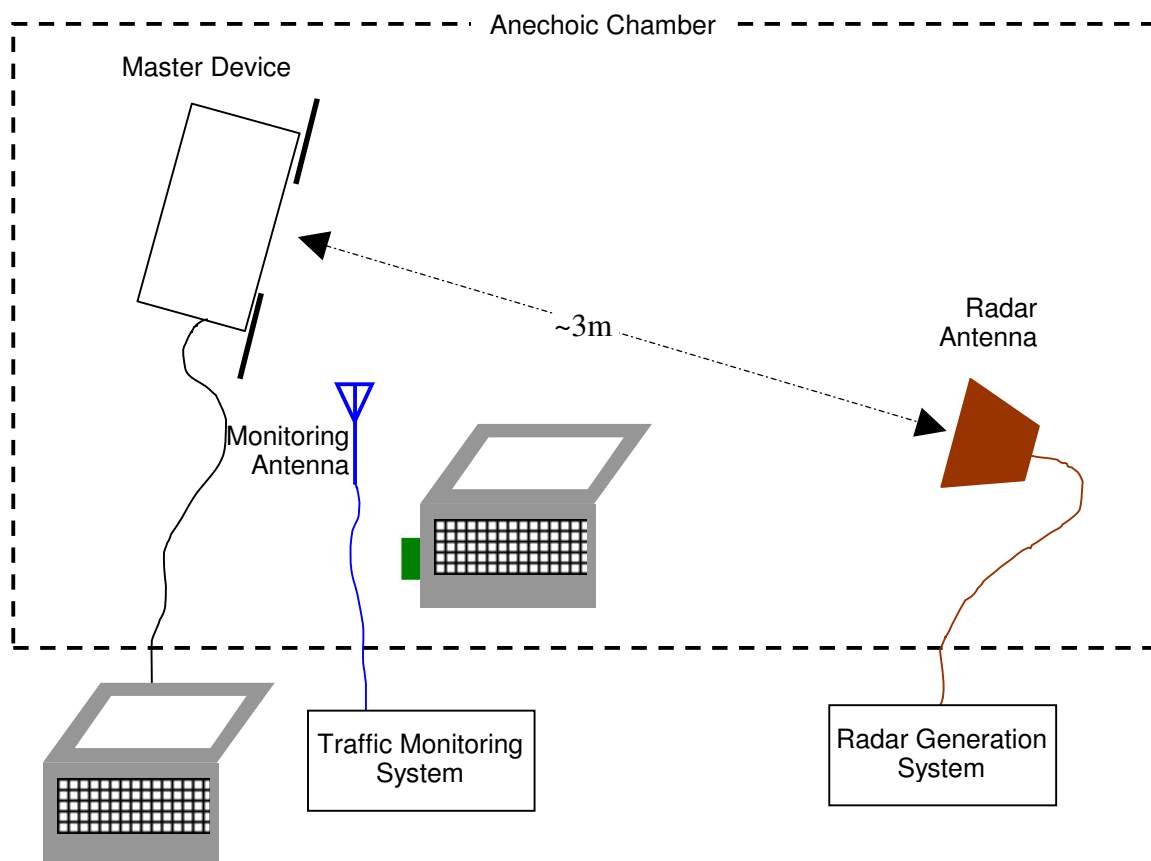 Anechoic Chamber
Master Device
~3m
Radar
Antenna
Monitoring
Antenna
Traffic Monitoring
System
Radar Generation
System